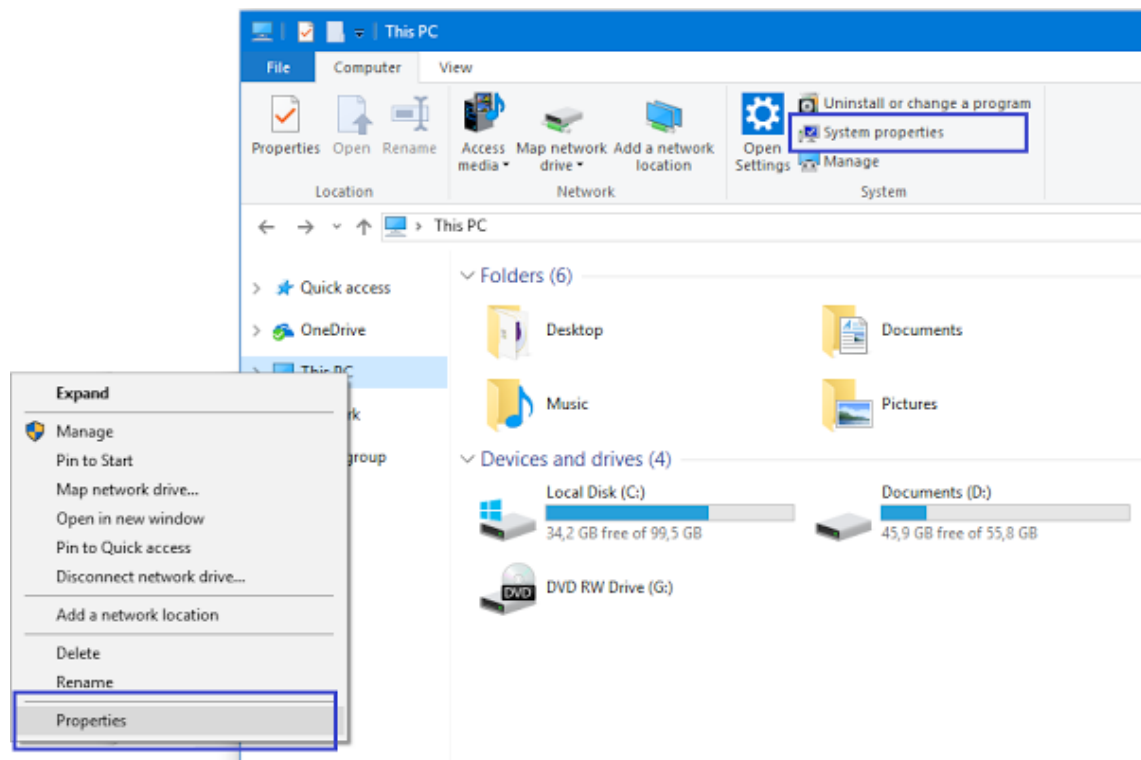 This PC
File Computer View
Properties Open Rename
Access media
Map network drive
Add a network location
Open Settings
Uninstall or change a program
System properties
Manage
Location Network System
This PC
Quick access
OneDrive
This PC
rk
group
Folders (6)
Desktop
Documents
Music
Pictures
Devices and drives (4)
Local Disk (C:)
34,2 GB free of 99,5 GB
Documents (D:)
45,9 GB free of 55,8 GB
DVD
DVD RW Drive (G:)
Expand
Manage
Pin to Start
Map network drive...
Open in new window
Pin to Quick access
Disconnect network drive...
Add a network location
Delete
Rename
Properties